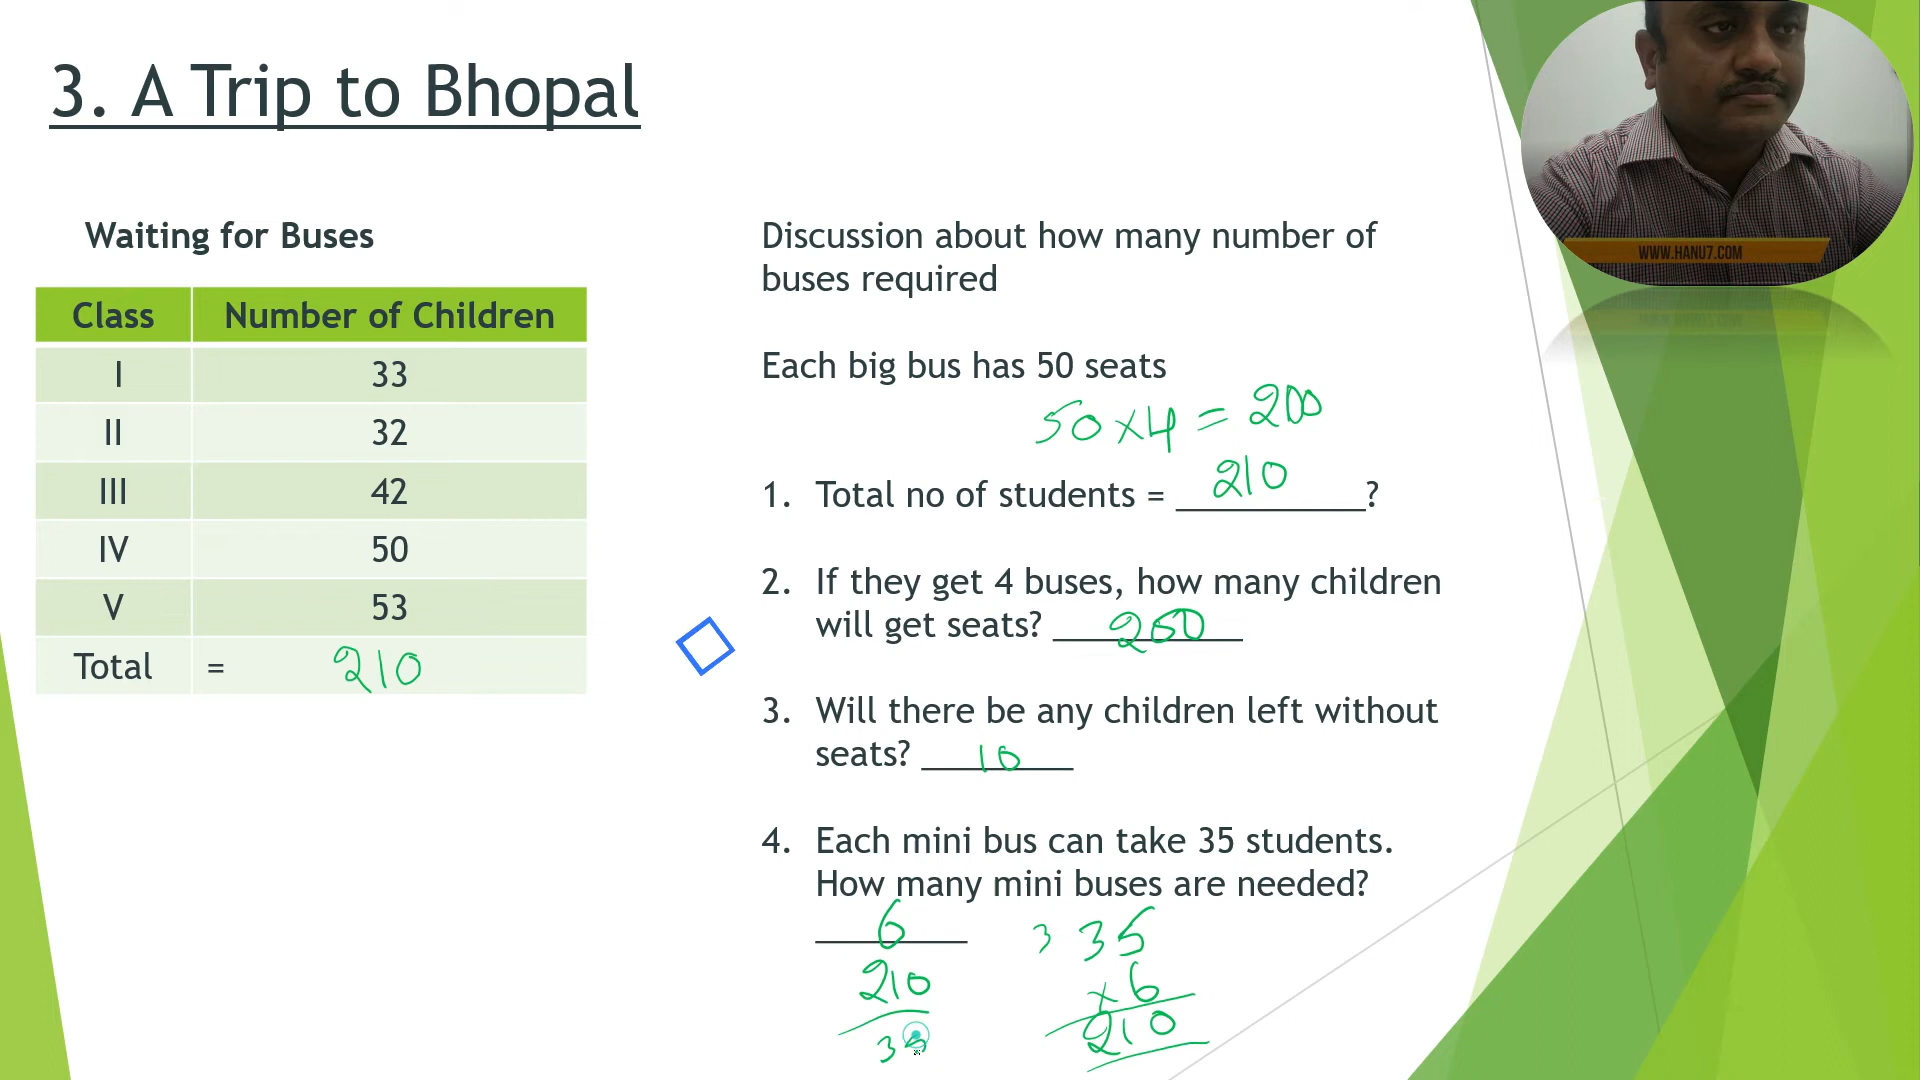 3. A Trip to Bhopal
WWW.HANU7.COM
Waiting for Buses
Class Number of Children
I 33
II 32
III 42
IV 50
V 53
Total = 210
Discussion about how many number of
buses required
Each big bus has 50 seats
50 × 4 = 200
1. Total no of students = 210 ?
2. If they get 4 buses, how many children
will get seats? 200
3. Will there be any children left without
seats? 10
4. Each mini bus can take 35 students.
How many mini buses are needed?
6
210
35
3 35
× 6
210